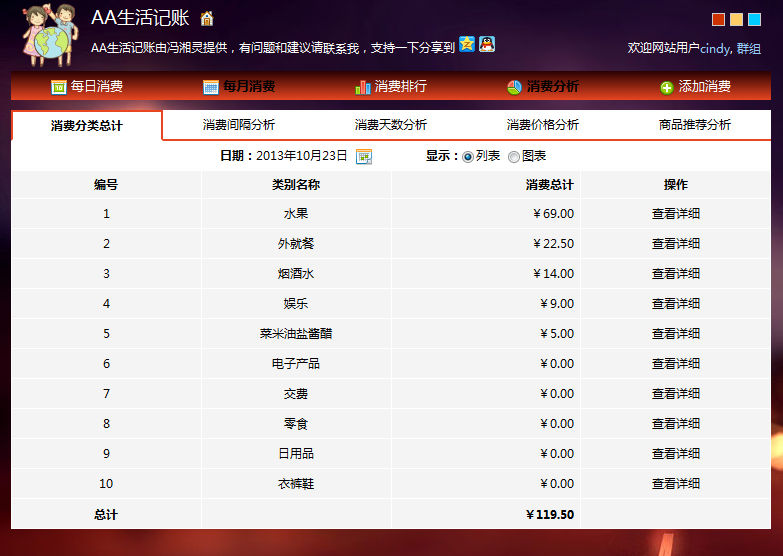 AA生活记账
AA生活记账由冯湘灵提供，有问题和建议请联系我，支持一下分享到
欢迎网站用户cindy, 群组
每日消费 每月消费 消费排行 消费分析 添加消费
消费分类总计 消费间隔分析 消费天数分析 消费价格分析 商品推荐分析
日期：2013年10月23日 显示： 列表 图表
编号 类别名称 消费总计 操作
1 水果 ￥69.00 查看详细
2 外就餐 ￥22.50 查看详细
3 烟酒水 ￥14.00 查看详细
4 娱乐 ￥9.00 查看详细
5 菜米油盐酱醋 ￥5.00 查看详细
6 电子产品 ￥0.00 查看详细
7 交费 ￥0.00 查看详细
8 零食 ￥0.00 查看详细
9 日用品 ￥0.00 查看详细
10 衣裤鞋 ￥0.00 查看详细
总计 ￥119.50